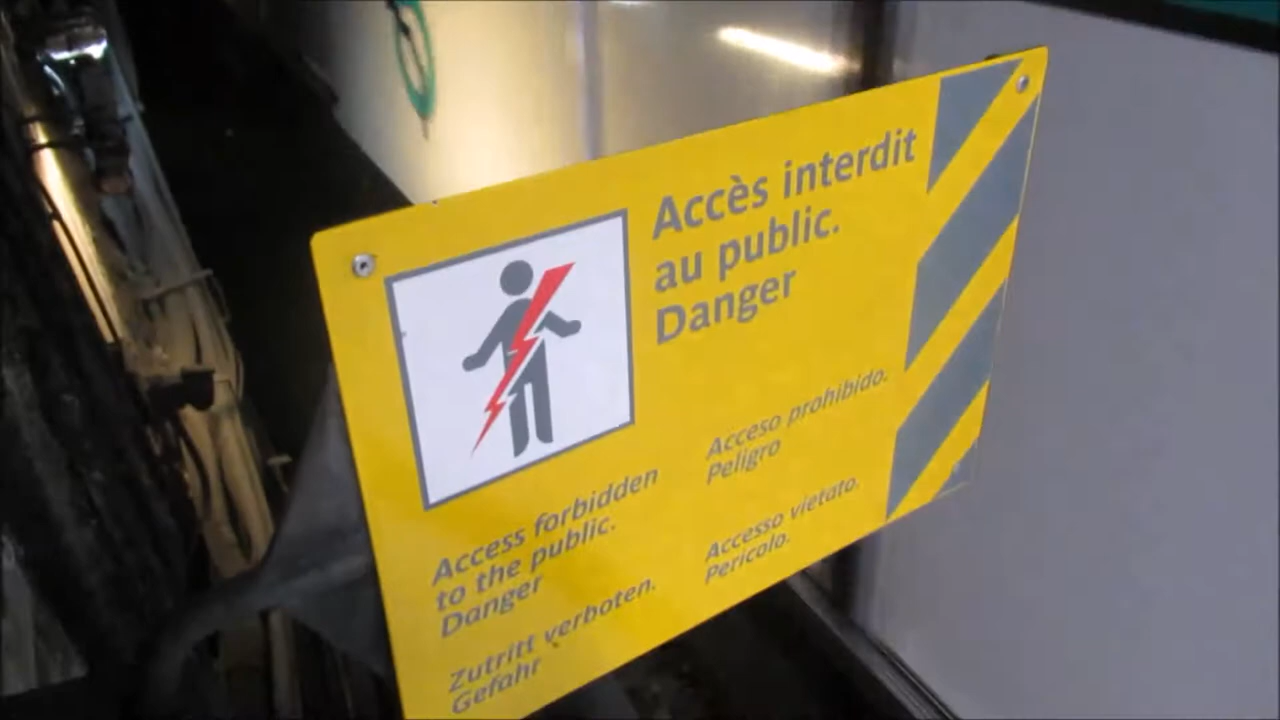 Accès interdit
au public.
Danger
Access forbidden
to the public.
Danger
Zutritt verboten.
Gefahr
Acceso prohibido.
Peligro
Accesso vietato.
Pericolo.